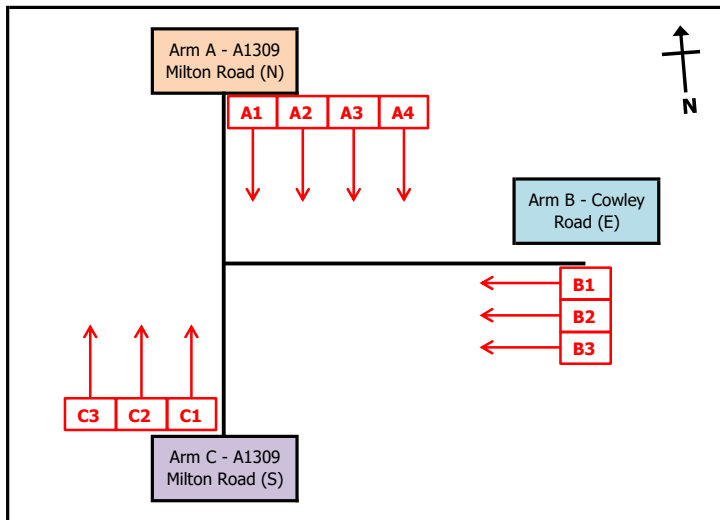 Arm A - A1309
Milton Road (N)
A1 A2 A3 A4
N
Arm B - Cowley
Road (E)
B1
B2
B3
C3 C2 C1
Arm C - A1309
Milton Road (S)